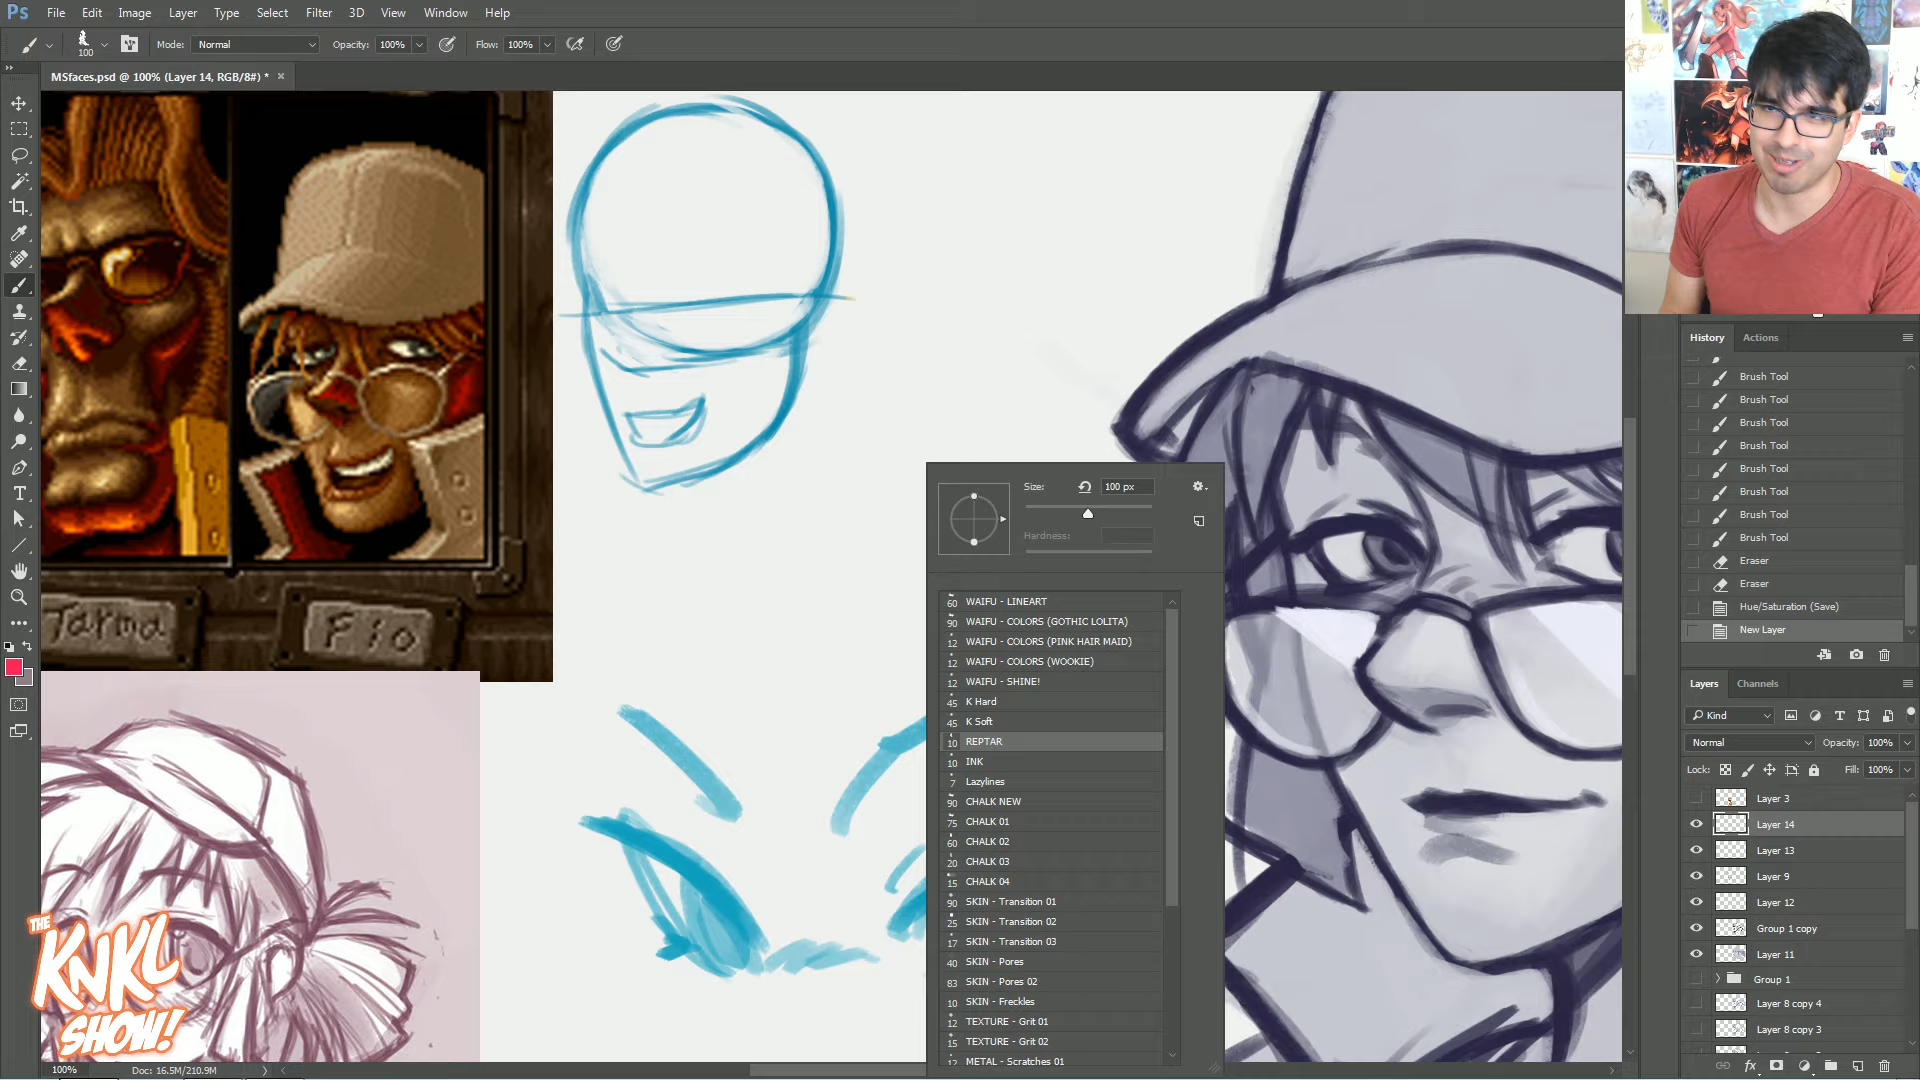 Ps File Edit Image Layer Type Select Filter 3D View Window Help
100 Mode: Normal Opacity: 100% Flow: 100%
MSfaces.psd @ 100% (Layer 14, RGB/8#) * ×
Tarma
Fio
THE
KNKL
SHOW!
Size: 100 px
Hardness:
60 WAIFU - LINEART
90 WAIFU - COLORS (GOTHIC LOLITA)
12 WAIFU - COLORS (PINK HAIR MAID)
12 WAIFU - COLORS (WOOKIE)
12 WAIFU - SHINE!
45 K Hard
45 K Soft
10 REPTAR
10 INK
7 Lazylines
90 CHALK NEW
75 CHALK 01
60 CHALK 02
20 CHALK 03
15 CHALK 04
90 SKIN - Transition 01
25 SKIN - Transition 02
17 SKIN - Transition 03
40 SKIN - Pores
83 SKIN - Pores 02
10 SKIN - Freckles
12 TEXTURE - Grit 01
15 TEXTURE - Grit 02
12 METAL - Scratches 01
History Actions
Brush Tool
Brush Tool
Brush Tool
Brush Tool
Brush Tool
Brush Tool
Brush Tool
Brush Tool
Eraser
Eraser
Hue/Saturation (Save)
New Layer
Layers Channels
Kind
Normal Opacity: 100%
Lock: Fill: 100%
Layer 3
Layer 14
Layer 13
Layer 9
Layer 12
Group 1 copy
Layer 11
Group 1
Layer 8 copy 4
Layer 8 copy 3
fx
100% Doc: 16.5M/210.9M